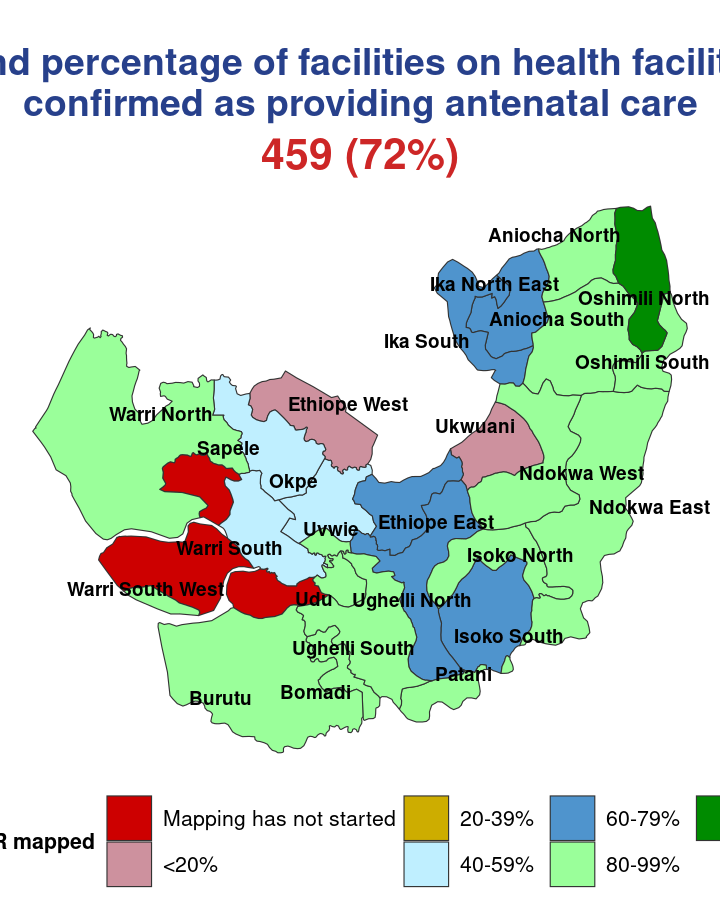 nd percentage of facilities on health facilit
confirmed as providing antenatal care
459 (72%)
Aniocha North
Ika North East
Oshimili North
Aniocha South
Ika South
Oshimili South
Ethiope West
Warri North
Ukwuani
Sapele
Ndokwa West
Okpe
Ndokwa East
Ethiope East
Uvwie
Warri South
Isoko North
Warri South West
Udu
Ughelli North
Isoko South
Ughelli South
Patani
Bomadi
Burutu
R mapped
Mapping has not started
20-39%
60-79%
<20%
40-59%
80-99%